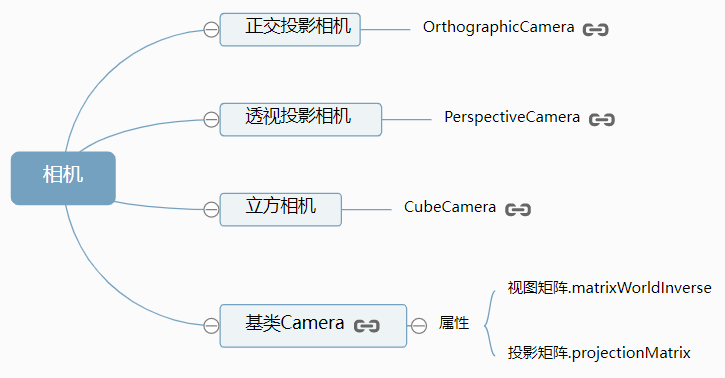 正交投影相机
OrthographicCamera
透视投影相机
PerspectiveCamera
相机
立方相机
CubeCamera
基类Camera
属性
视图矩阵.matrixWorldInverse
投影矩阵.projectionMatrix